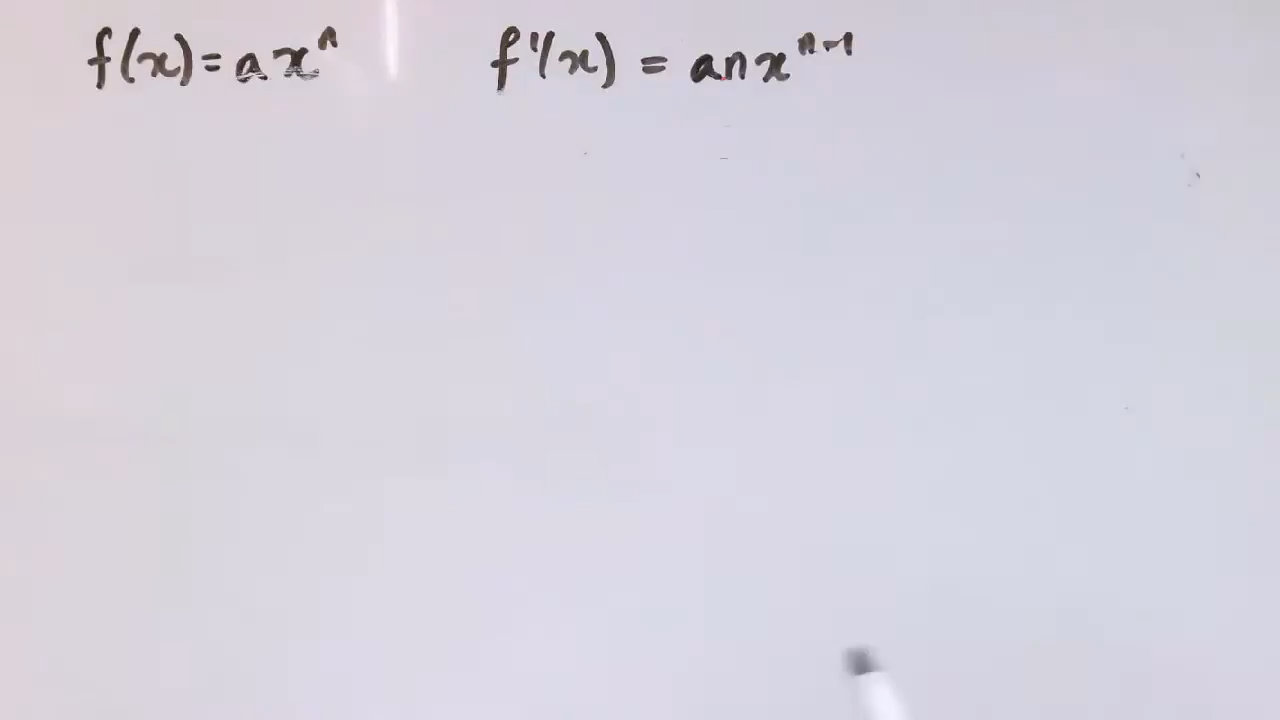 f(x) = ax^n f'(x) = anx^{n-1}